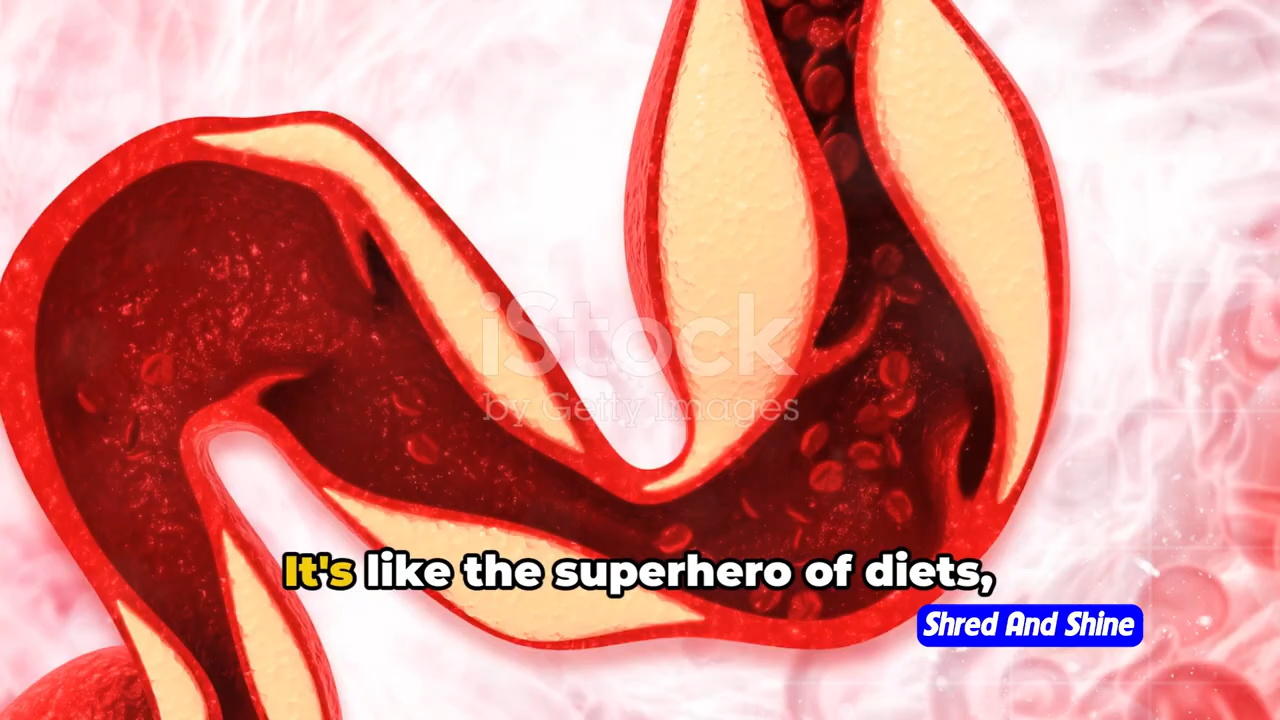 iStock
by Getty Images
It's like the superhero of diets,
Shred And Shine